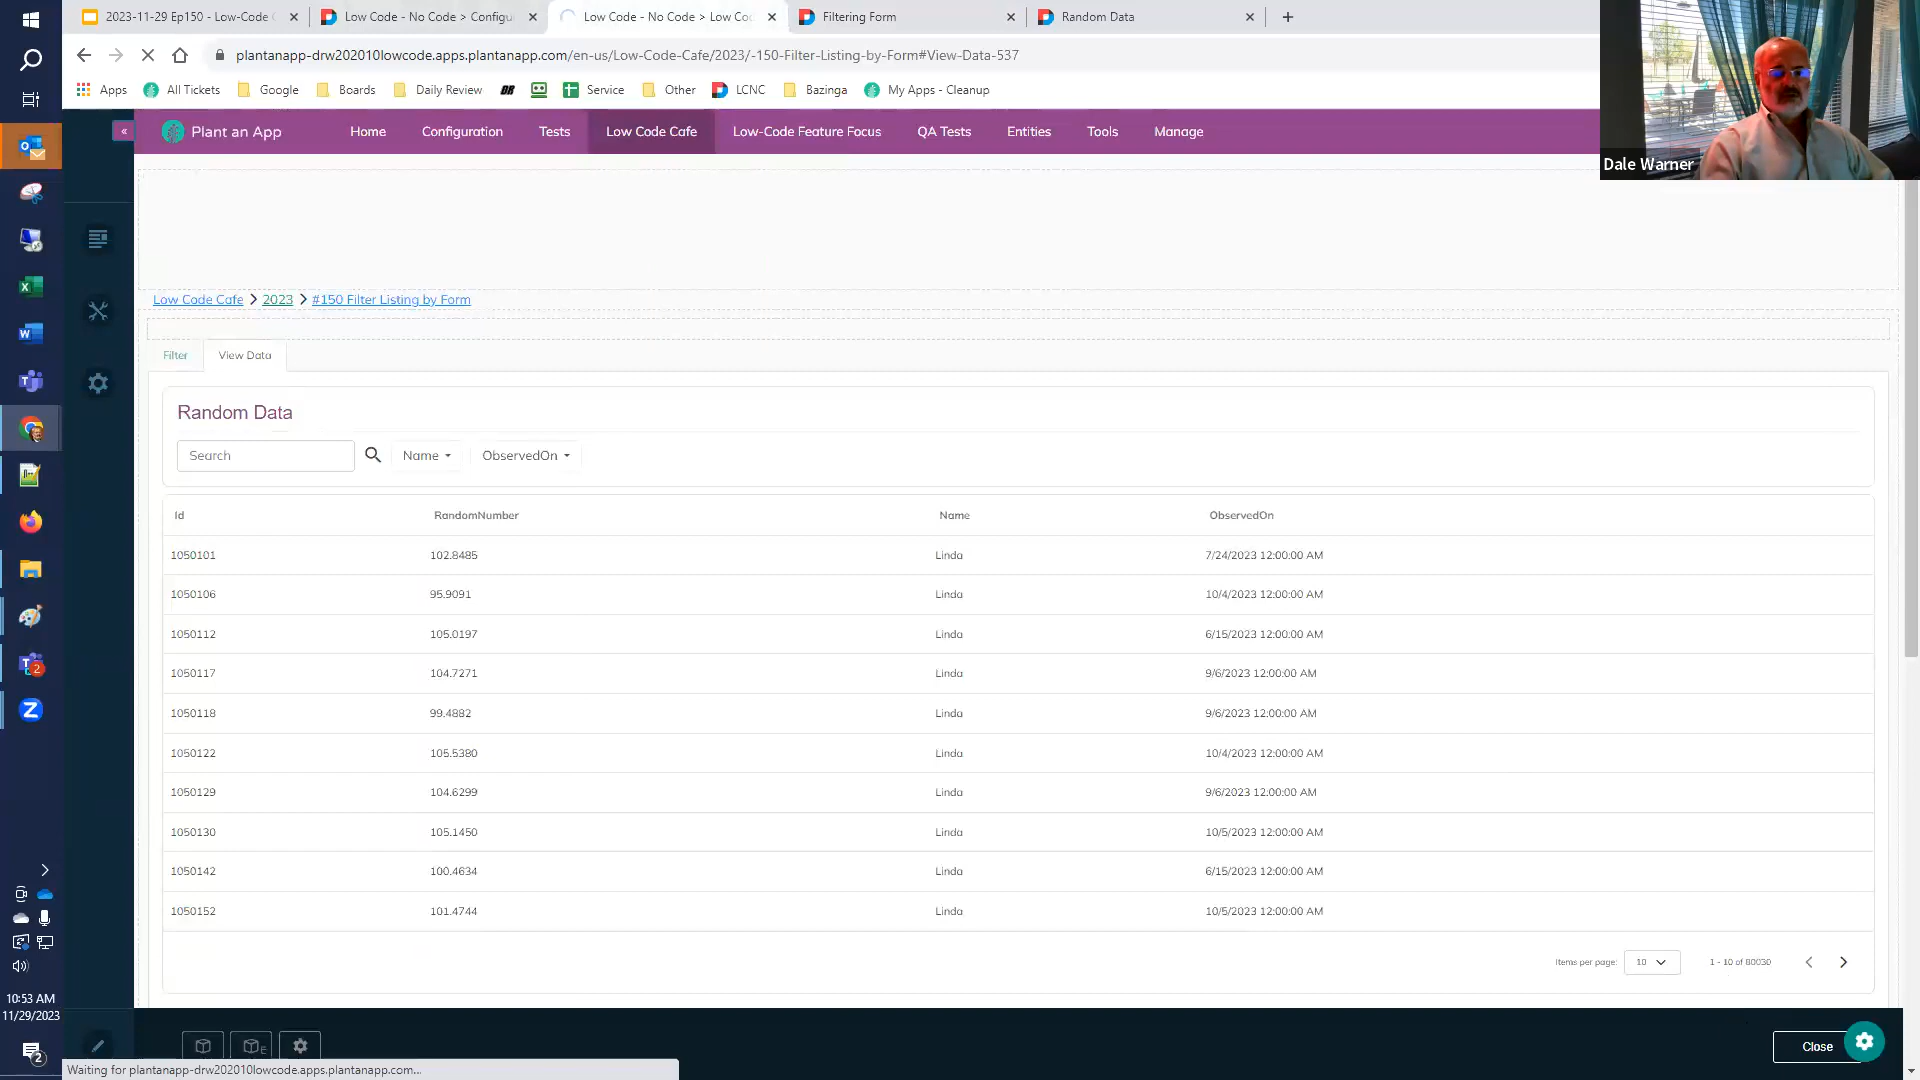 2023-11-29 Ep150 - Low-Code C
Low Code - No Code > Configu
Low Code - No Code > Low Co
Filtering Form
Random Data
plantanapp-drw202010lowcode.apps.plantanapp.com/en-us/Low-Code-Cafe/2023/-150-Filter-Listing-by-Form#View-Data-537
Apps All Tickets Google Boards Daily Review Service Other LCNC Bazinga My Apps - Cleanup
Plant an App Home Configuration Tests Low Code Cafe Low-Code Feature Focus QA Tests Entities Tools Manage
Dale Warner
Low Code Cafe > 2023 > #150 Filter Listing by Form
Filter View Data
Random Data
Search Name ObservedOn
Id RandomNumber Name ObservedOn
1050101 102.8485 Linda 7/24/2023 12:00:00 AM
1050106 95.9091 Linda 10/4/2023 12:00:00 AM
1050112 105.0197 Linda 6/15/2023 12:00:00 AM
1050117 104.7271 Linda 9/6/2023 12:00:00 AM
1050118 99.4882 Linda 9/6/2023 12:00:00 AM
1050122 105.5380 Linda 10/4/2023 12:00:00 AM
1050129 104.6299 Linda 9/6/2023 12:00:00 AM
1050130 105.1450 Linda 10/5/2023 12:00:00 AM
1050142 100.4634 Linda 6/15/2023 12:00:00 AM
1050152 101.4744 Linda 10/5/2023 12:00:00 AM
Items per page: 10 1 - 10 of 80030
10:53 AM
11/29/2023
2
2
Close
Waiting for plantanapp-drw202010lowcode.apps.plantanapp.com...